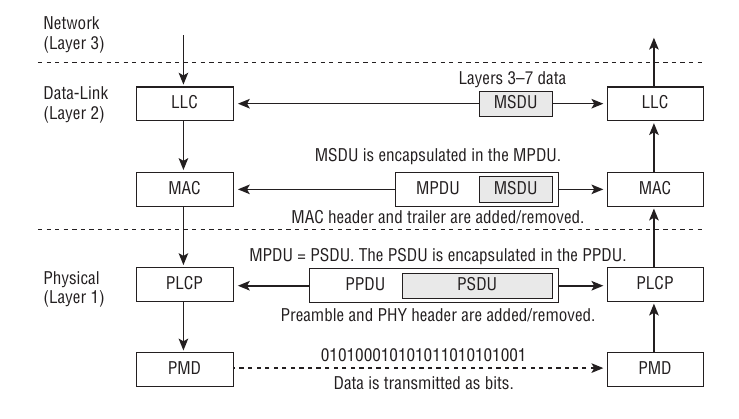 Network
(Layer 3)
Layers 3–7 data
Data-Link
(Layer 2)
LLC
MSDU
LLC
MSDU is encapsulated in the MPDU.
MAC
MPDU
MSDU
MAC
MAC header and trailer are added/removed.
MPDU = PSDU. The PSDU is encapsulated in the PPDU.
Physical
(Layer 1)
PLCP
PPDU
PSDU
PLCP
Preamble and PHY header are added/removed.
PMD
010100010101011010101001
PMD
Data is transmitted as bits.